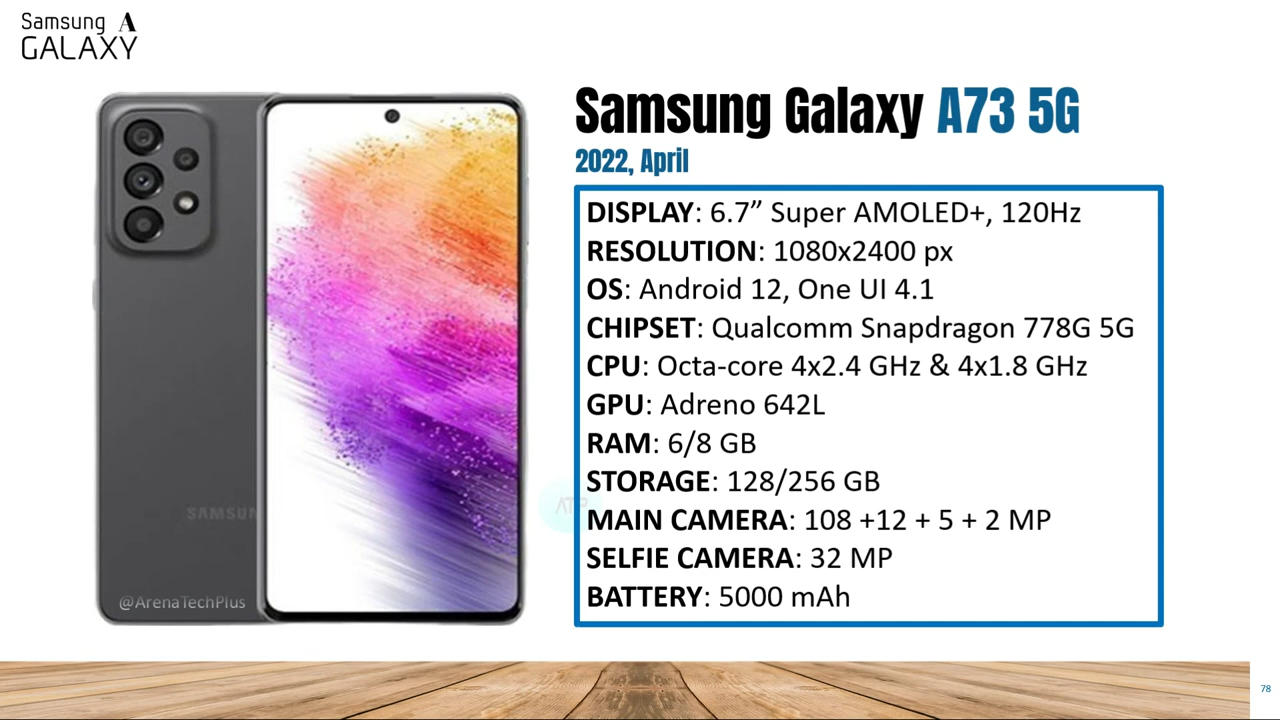 Samsung A
GALAXY
Samsung Galaxy A73 5G
2022, April
DISPLAY: 6.7” Super AMOLED+, 120Hz
RESOLUTION: 1080x2400 px
OS: Android 12, One UI 4.1
CHIPSET: Qualcomm Snapdragon 778G 5G
CPU: Octa-core 4x2.4 GHz & 4x1.8 GHz
GPU: Adreno 642L
RAM: 6/8 GB
STORAGE: 128/256 GB
MAIN CAMERA: 108 +12 + 5 + 2 MP
SELFIE CAMERA: 32 MP
BATTERY: 5000 mAh
SAMSUN
ATP
@ArenaTechPlus
78